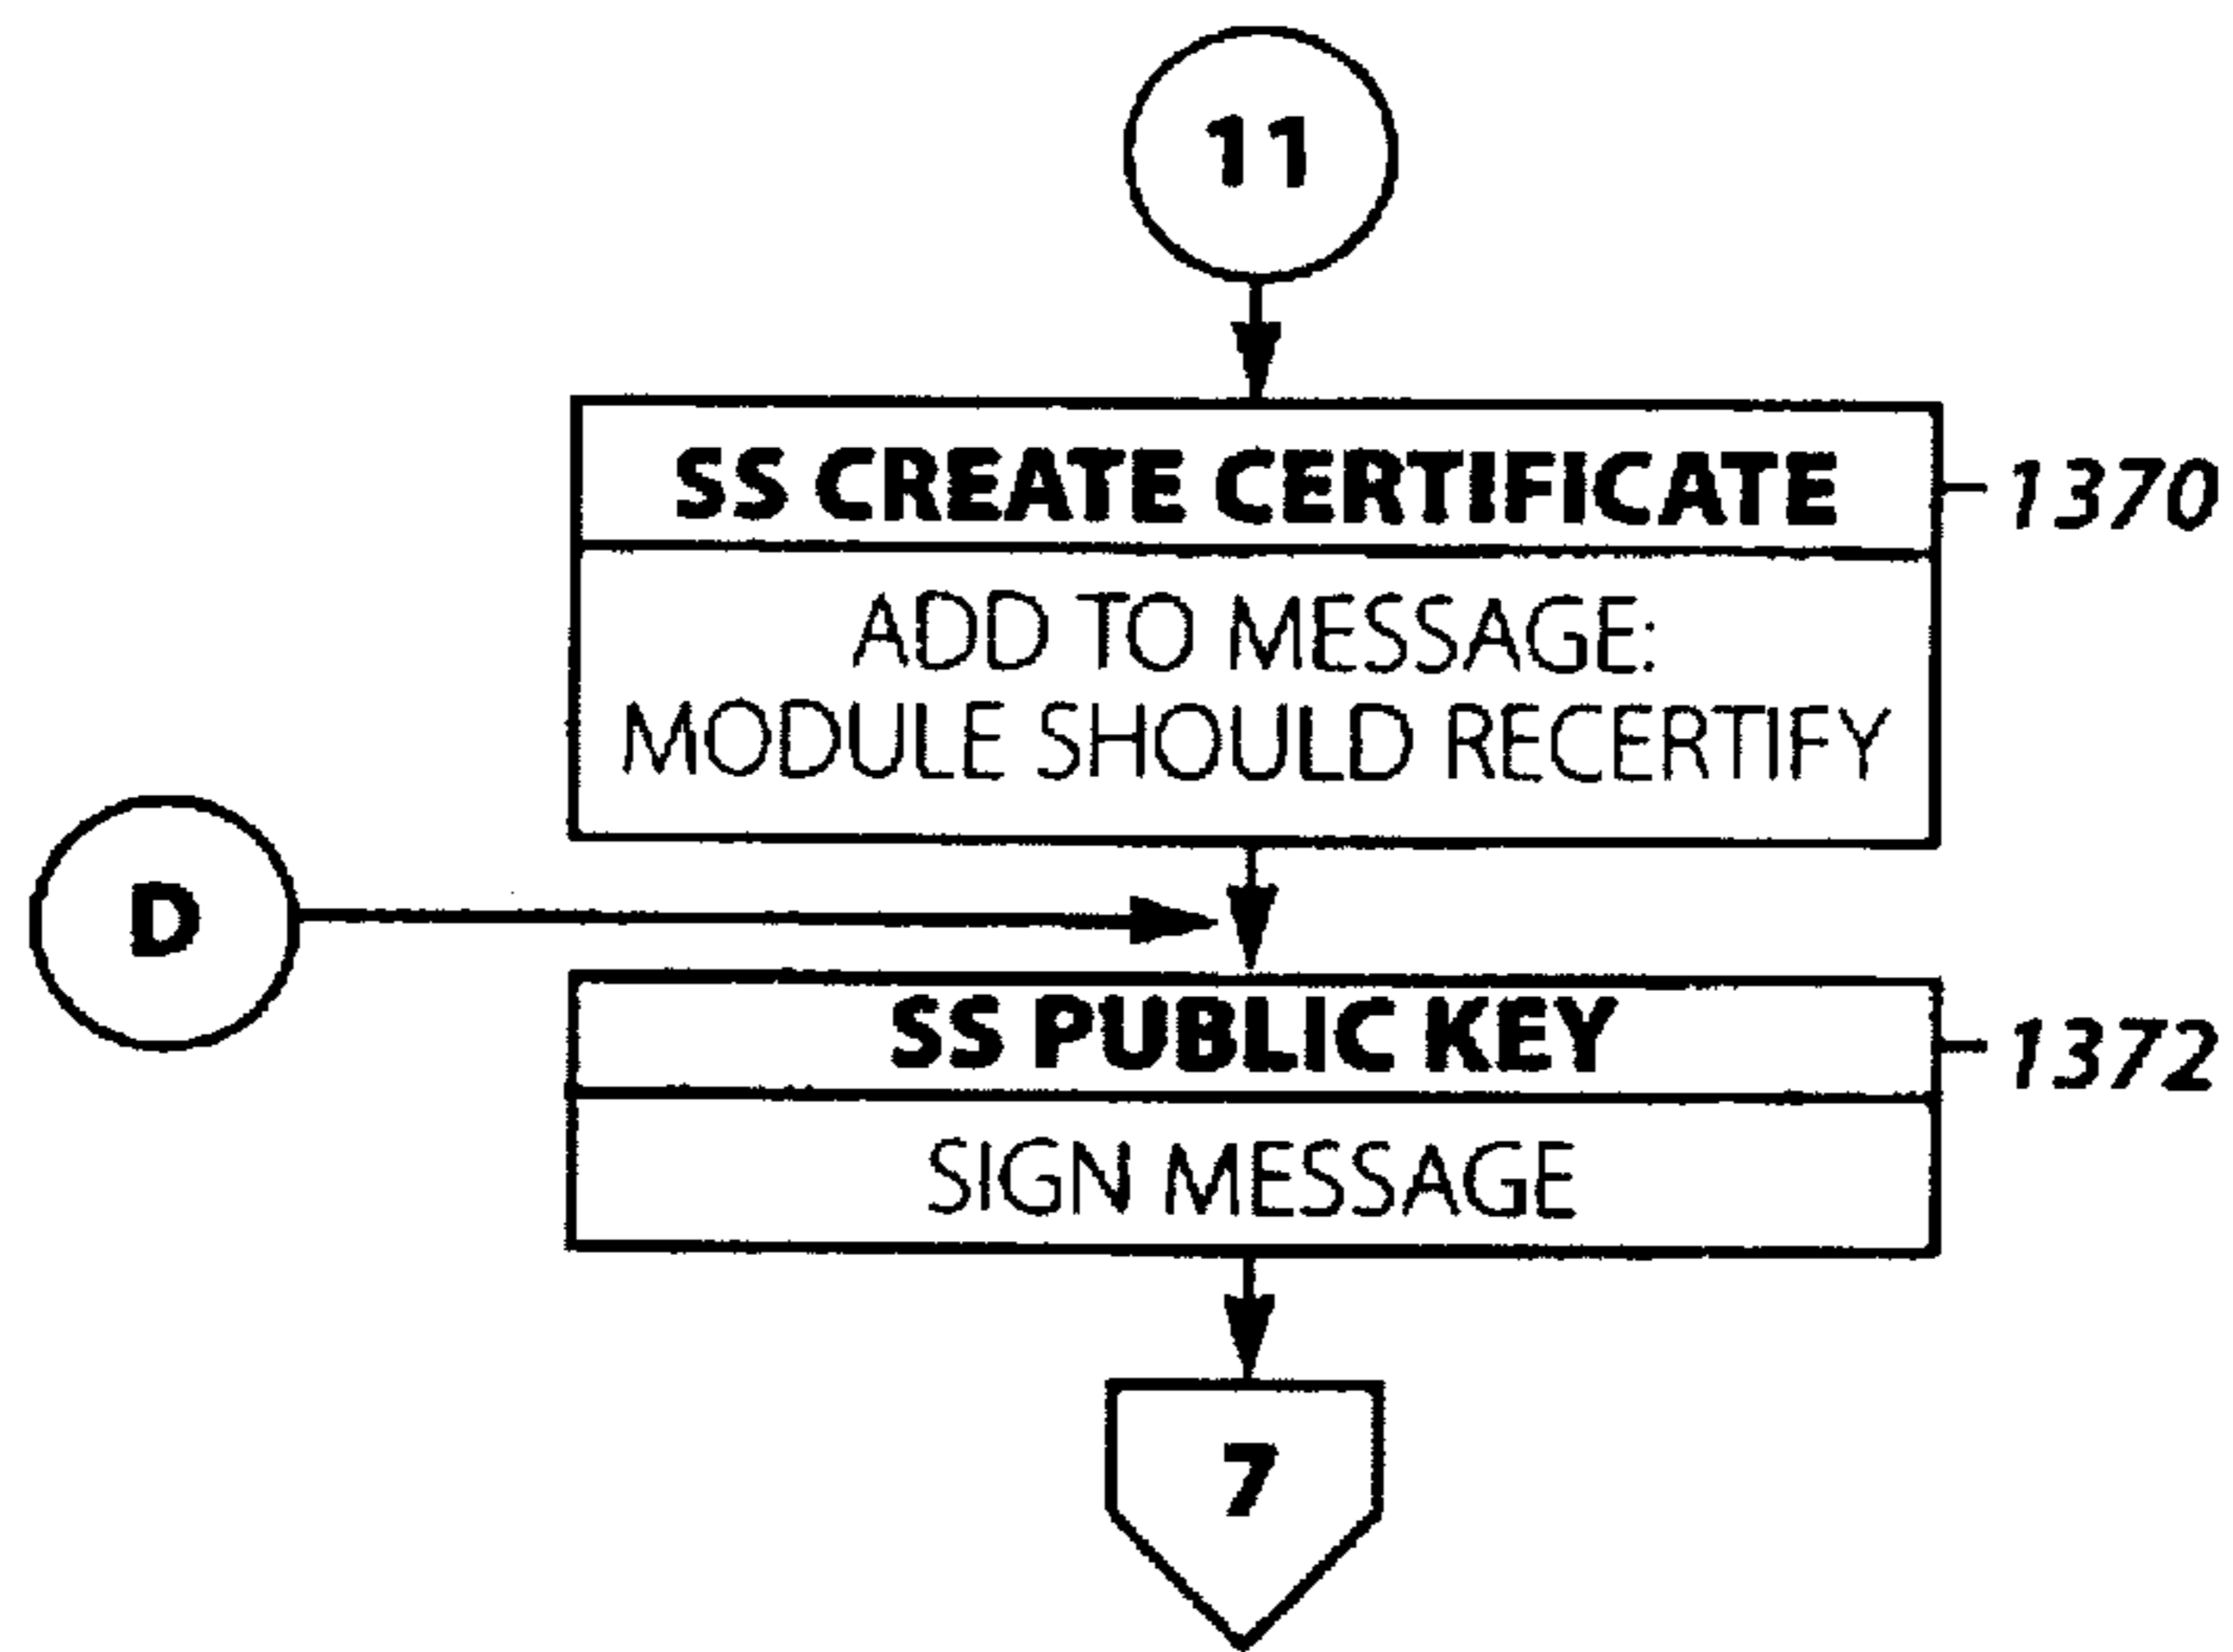 11
SS CREATE CERTIFICATE
1370
ADD TO MESSAGE:
MODULE SHOULD RECERTIFY
D
SS PUBLIC KEY
1372
SIGN MESSAGE
7